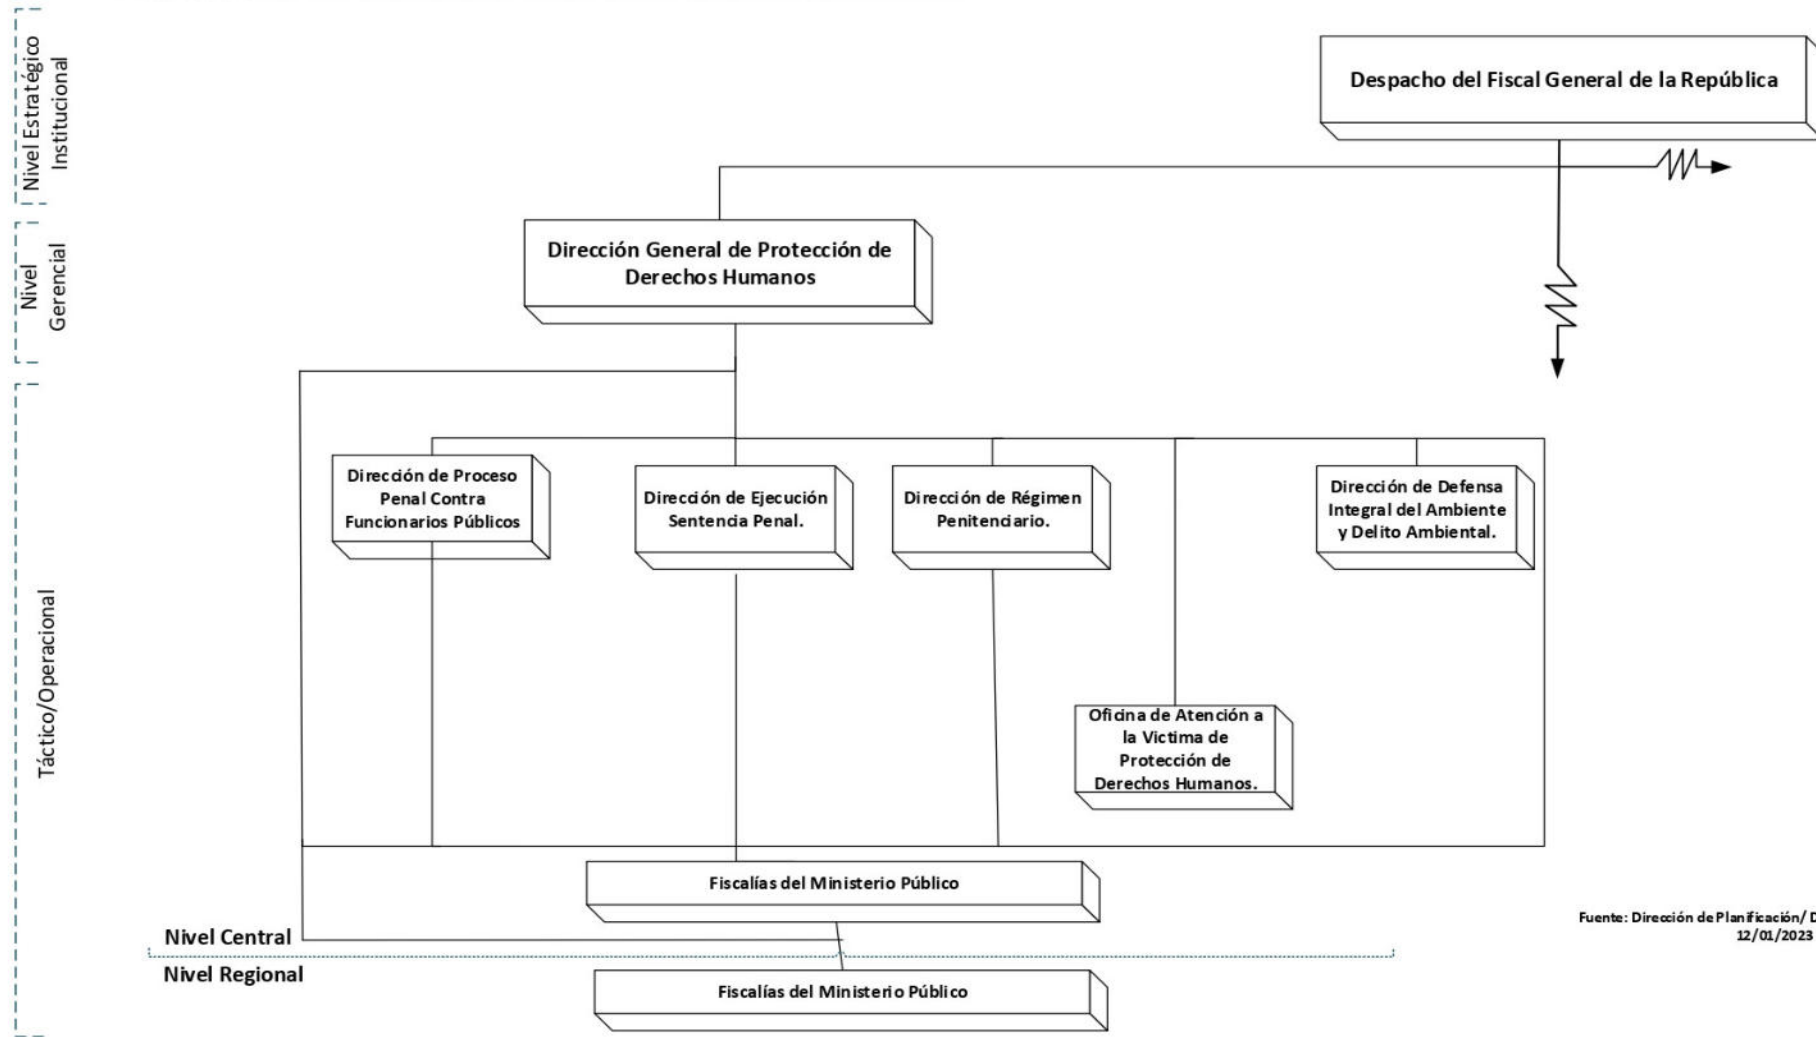 Nivel Estratégico
Institucional
Despacho del Fiscal General de la República
Nivel
Gerencial
Dirección General de Protección de
Derechos Humanos
Táctico/Operacional
Dirección de Proceso
Penal Contra
Funcionarios Públicos
Dirección de Ejecución
Sentencia Penal.
Dirección de Régimen
Penitenciario.
Dirección de Defensa
Integral del Ambiente
y Delito Ambiental.
Oficina de Atención a
la Victima de
Protección de
Derechos Humanos.
Fiscalías del Ministerio Público
Fuente: Dirección de Planificación/ D
12/01/2023
Nivel Central
Nivel Regional
Fiscalías del Ministerio Público